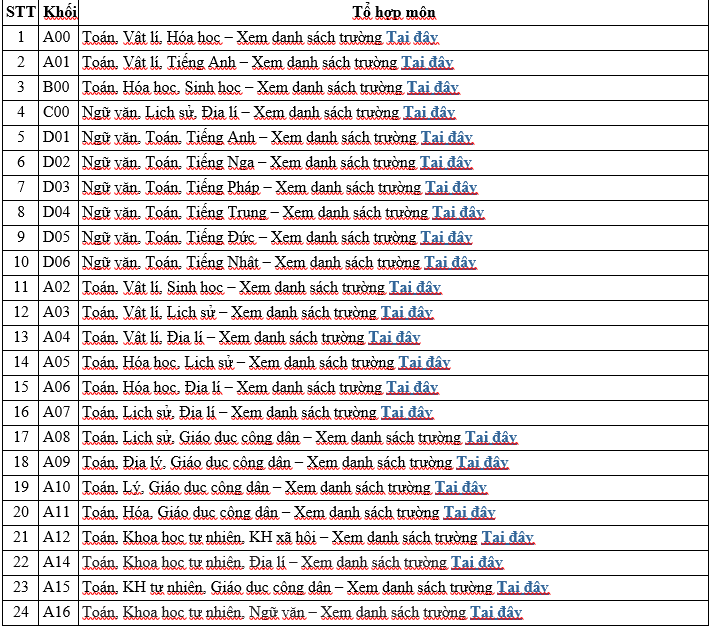 STT Khối Tổ hợp môn
1 A00 Toán, Vật lí, Hóa học – Xem danh sách trường Tại đây
2 A01 Toán, Vật lí, Tiếng Anh – Xem danh sách trường Tại đây
3 B00 Toán, Hóa học, Sinh học – Xem danh sách trường Tại đây
4 C00 Ngữ văn, Lịch sử, Địa lí – Xem danh sách trường Tại đây
5 D01 Ngữ văn, Toán, Tiếng Anh – Xem danh sách trường Tại đây
6 D02 Ngữ văn, Toán, Tiếng Nga – Xem danh sách trường Tại đây
7 D03 Ngữ văn, Toán, Tiếng Pháp – Xem danh sách trường Tại đây
8 D04 Ngữ văn, Toán, Tiếng Trung – Xem danh sách trường Tại đây
9 D05 Ngữ văn, Toán, Tiếng Đức – Xem danh sách trường Tại đây
10 D06 Ngữ văn, Toán, Tiếng Nhật – Xem danh sách trường Tại đây
11 A02 Toán, Vật lí, Sinh học – Xem danh sách trường Tại đây
12 A03 Toán, Vật lí, Lịch sử – Xem danh sách trường Tại đây
13 A04 Toán, Vật lí, Địa lí – Xem danh sách trường Tại đây
14 A05 Toán, Hóa học, Lịch sử – Xem danh sách trường Tại đây
15 A06 Toán, Hóa học, Địa lí – Xem danh sách trường Tại đây
16 A07 Toán, Lịch sử, Địa lí – Xem danh sách trường Tại đây
17 A08 Toán, Lịch sử, Giáo dục công dân – Xem danh sách trường Tại đây
18 A09 Toán, Địa lý, Giáo dục công dân – Xem danh sách trường Tại đây
19 A10 Toán, Lý, Giáo dục công dân – Xem danh sách trường Tại đây
20 A11 Toán, Hóa, Giáo dục công dân – Xem danh sách trường Tại đây
21 A12 Toán, Khoa học tự nhiên, KH xã hội – Xem danh sách trường Tại đây
22 A14 Toán, Khoa học tự nhiên, Địa lí – Xem danh sách trường Tại đây
23 A15 Toán, KH tự nhiên, Giáo dục công dân – Xem danh sách trường Tại đây
24 A16 Toán, Khoa học tự nhiên, Ngữ văn – Xem danh sách trường Tại đây